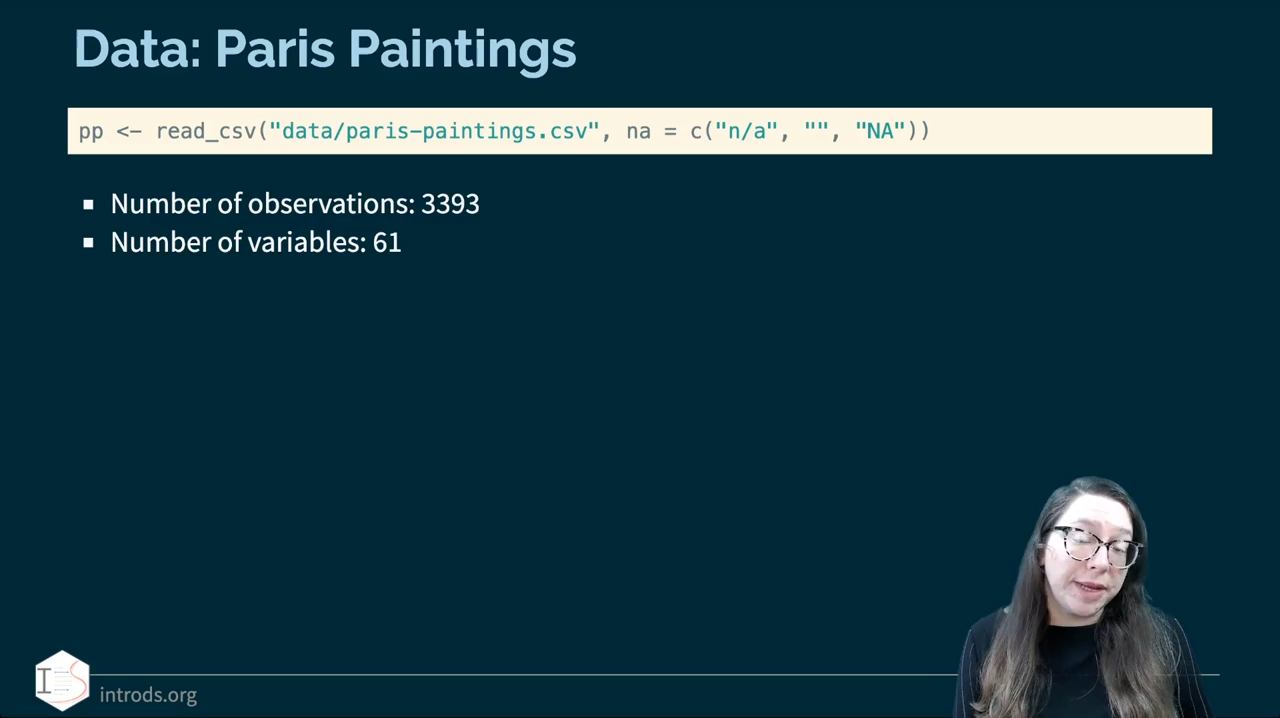 Data: Paris Paintings
pp <- read_csv("data/paris-paintings.csv", na = c("n/a", "", "NA"))
▪ Number of observations: 3393
▪ Number of variables: 61
introds.org